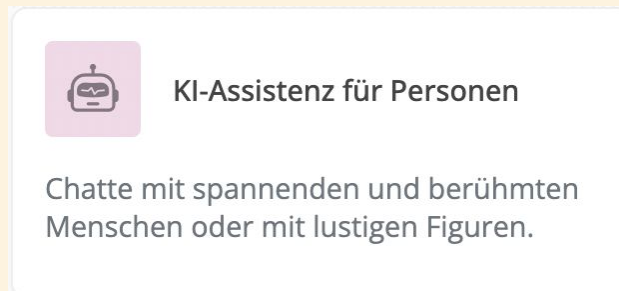 KI-Assistenz für Personen
Chatte mit spannenden und berühmten
Menschen oder mit lustigen Figuren.